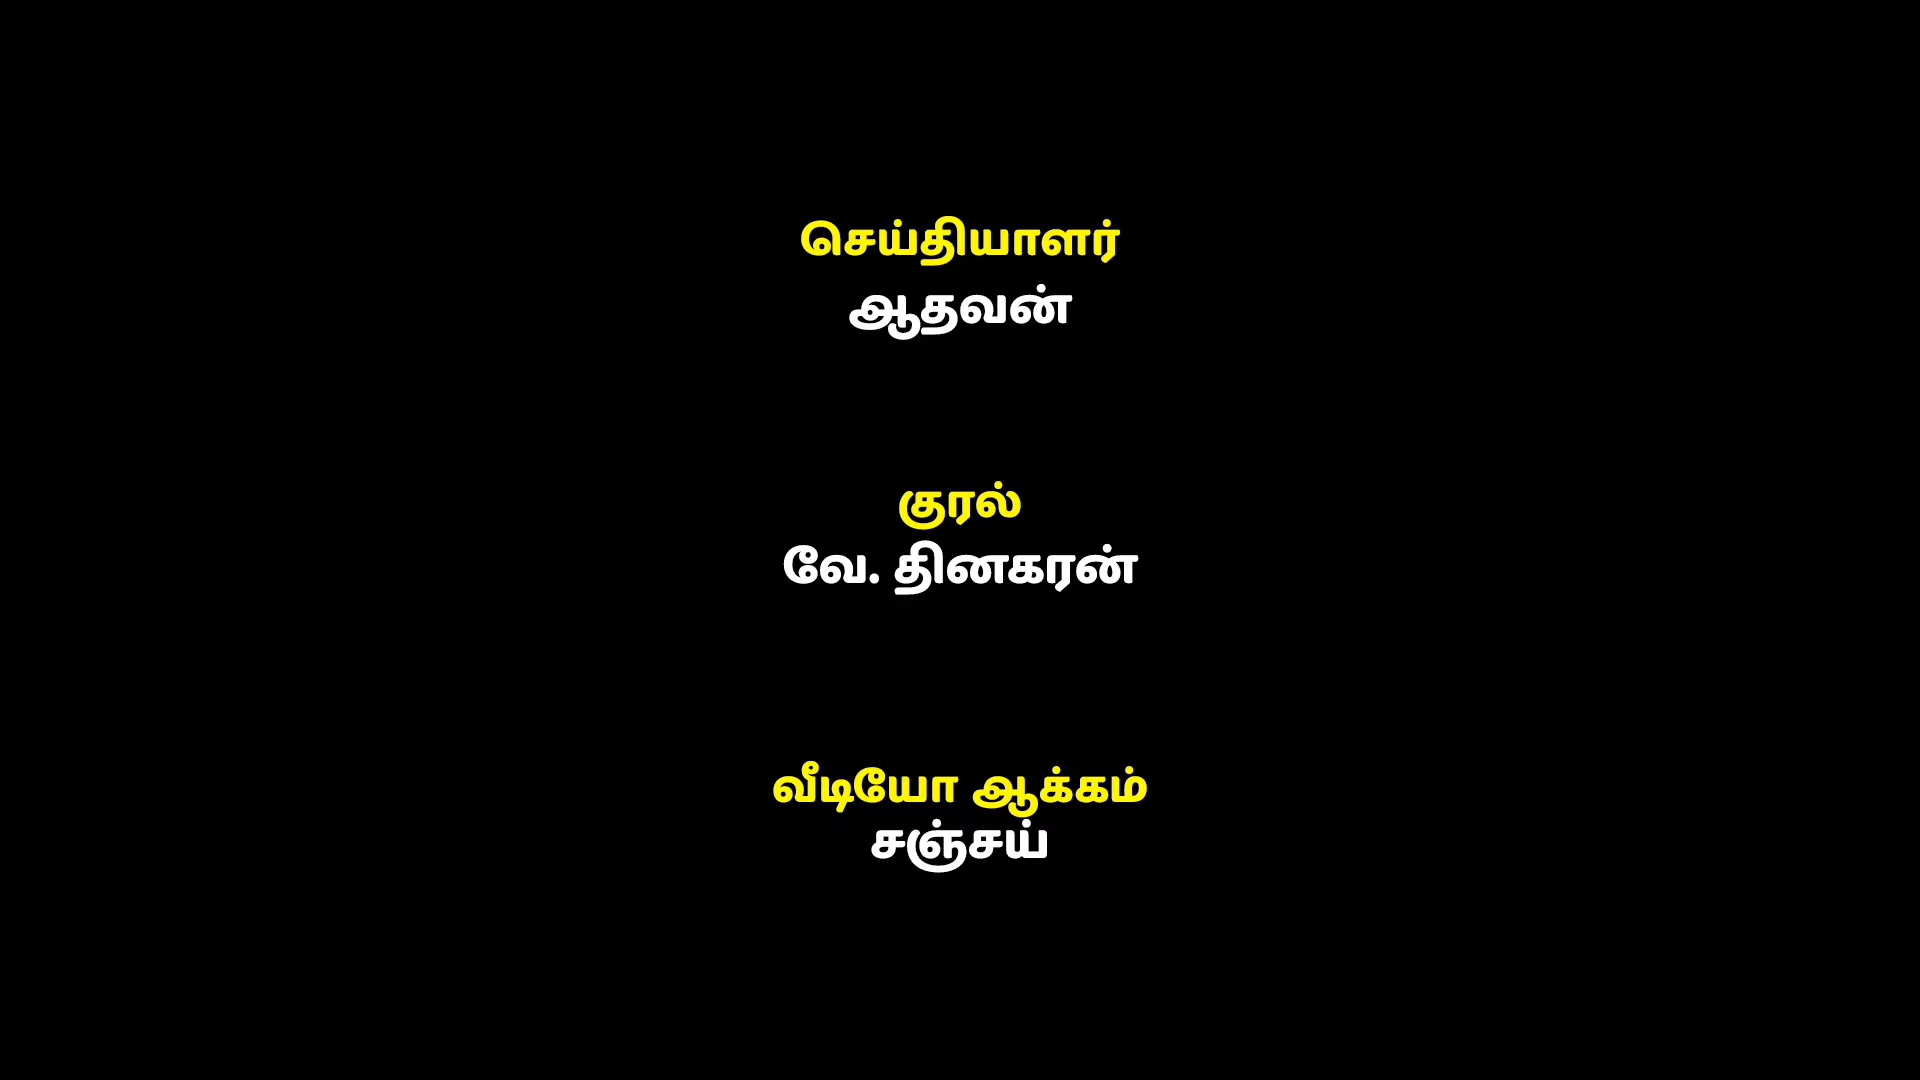 செய்தியாளர்
ஆதவன்
குரல்
வே. தினகரன்
வீடியோ ஆக்கம்
சஞ்சய்